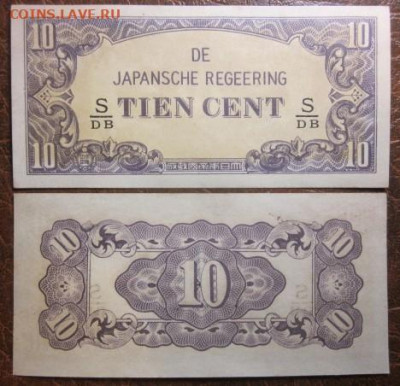 COINS.LAVE.RU
10 DE 10
JAPANSCHE REGEERING
S TIEN CENT S
DB DB
10 10
10 10
10
10 10